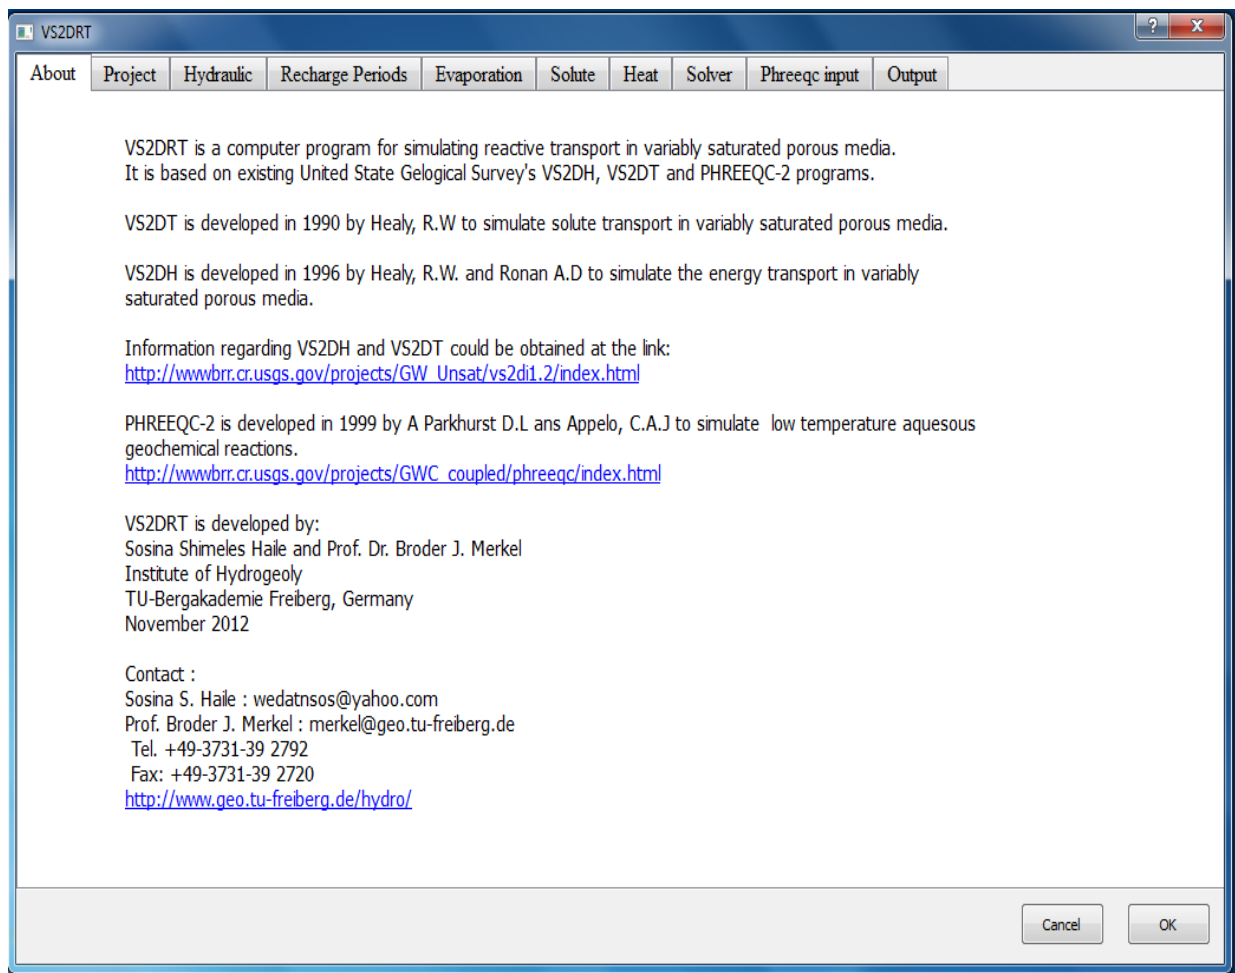 VS2DRT
About Project Hydraulic Recharge Periods Evaporation Solute Heat Solver Phreeqc input Output
VS2DRT is a computer program for simulating reactive transport in variably saturated porous media.
It is based on existing United State Gelogical Survey's VS2DH, VS2DT and PHREEQC-2 programs.
VS2DT is developed in 1990 by Healy, R.W to simulate solute transport in variably saturated porous media.
VS2DH is developed in 1996 by Healy, R.W. and Ronan A.D to simulate the energy transport in variably
saturated porous media.
Information regarding VS2DH and VS2DT could be obtained at the link:
http://wwwbrr.cr.usgs.gov/projects/GW_Unsat/vs2di1.2/index.html
PHREEQC-2 is developed in 1999 by A Parkhurst D.L ans Appelo, C.A.J to simulate  low temperature aquesous
geochemical reactions.
http://wwwbrr.cr.usgs.gov/projects/GWC_coupled/phreeqc/index.html
VS2DRT is developed by:
Sosina Shimeles Haile and Prof. Dr. Broder J. Merkel
Institute of Hydrogeoly
TU-Bergakademie Freiberg, Germany
November 2012
Contact :
Sosina S. Haile : wedatnsos@yahoo.com
Prof. Broder J. Merkel : merkel@geo.tu-freiberg.de
Tel. +49-3731-39 2792
Fax: +49-3731-39 2720
http://www.geo.tu-freiberg.de/hydro/
Cancel OK